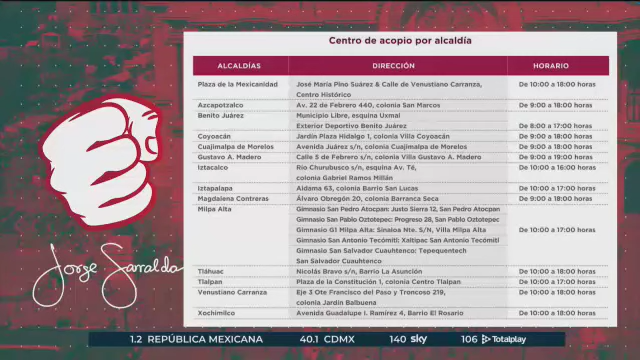 Centro de acopio por alcaldía
ALCALDÍAS DIRECCIÓN HORARIO
Plaza de la Mexicanidad José María Pino Suárez & Calle de Venustiano Carranza, De 10:00 a 18:00 horas
Centro Histórico
Azcapotzalco Av. 22 de Febrero 440, colonia San Marcos De 9:00 a 18:00 horas
Benito Juárez Municipio Libre, esquina Uxmal
Exterior Deportivo Benito Juárez De 8:00 a 17:00 horas
Coyoacán Jardín Plaza Hidalgo 1, colonia Villa Coyoacán De 9:00 a 18:00 horas
Cuajimalpa de Morelos Avenida Juárez s/n, colonia Cuajimalpa de Morelos De 9:00 a 18:00 horas
Gustavo A. Madero Calle 5 de Febrero s/n, colonia Villa Gustavo A. Madero De 9:00 a 19:00 horas
Iztacalco Río Churubusco s/n, esquina Av. Té, De 10:00 a 16:00 horas
colonia Gabriel Ramos Millán
Iztapalapa Aldama 63, colonia Barrio San Lucas De 10:00 a 17:00 horas
Magdalena Contreras Álvaro Obregón 20, colonia Barranca Seca De 9:00 a 18:00 horas
Milpa Alta Gimnasio San Pedro Atocpan: Justo Sierra 12, San Pedro Atocpan
Gimnasio San Pablo Oztotepec: Progreso 28, San Pablo Oztotepec
Gimnasio G1 Milpa Alta: Sinaloa Nte. S/N, Villa Milpa Alta De 10:00 a 17:00 horas
Gimnasio San Antonio Tecómitl: Xaltipac San Antonio Tecómitl
Gimnasio San Salvador Cuauhtenco: Tepequentech
San Salvador Cuauhtenco
Tláhuac Nicolás Bravo s/n, Barrio La Asunción De 10:00 a 18:00 horas
Tlalpan Plaza de la Constitución 1, colonia Centro Tlalpan De 10:00 a 18:00 horas
Venustiano Carranza Eje 3 Ote Francisco del Paso y Troncoso 219, De 10:00 a 18:00 horas
colonia Jardín Balbuena
Xochimilco Avenida Guadalupe I. Ramírez 4, Barrio El Rosario De 10:00 a 18:00 horas
Jorge Sarralda
1.2 REPÚBLICA MEXICANA 40.1 CDMX 140 sky 106 Totalplay